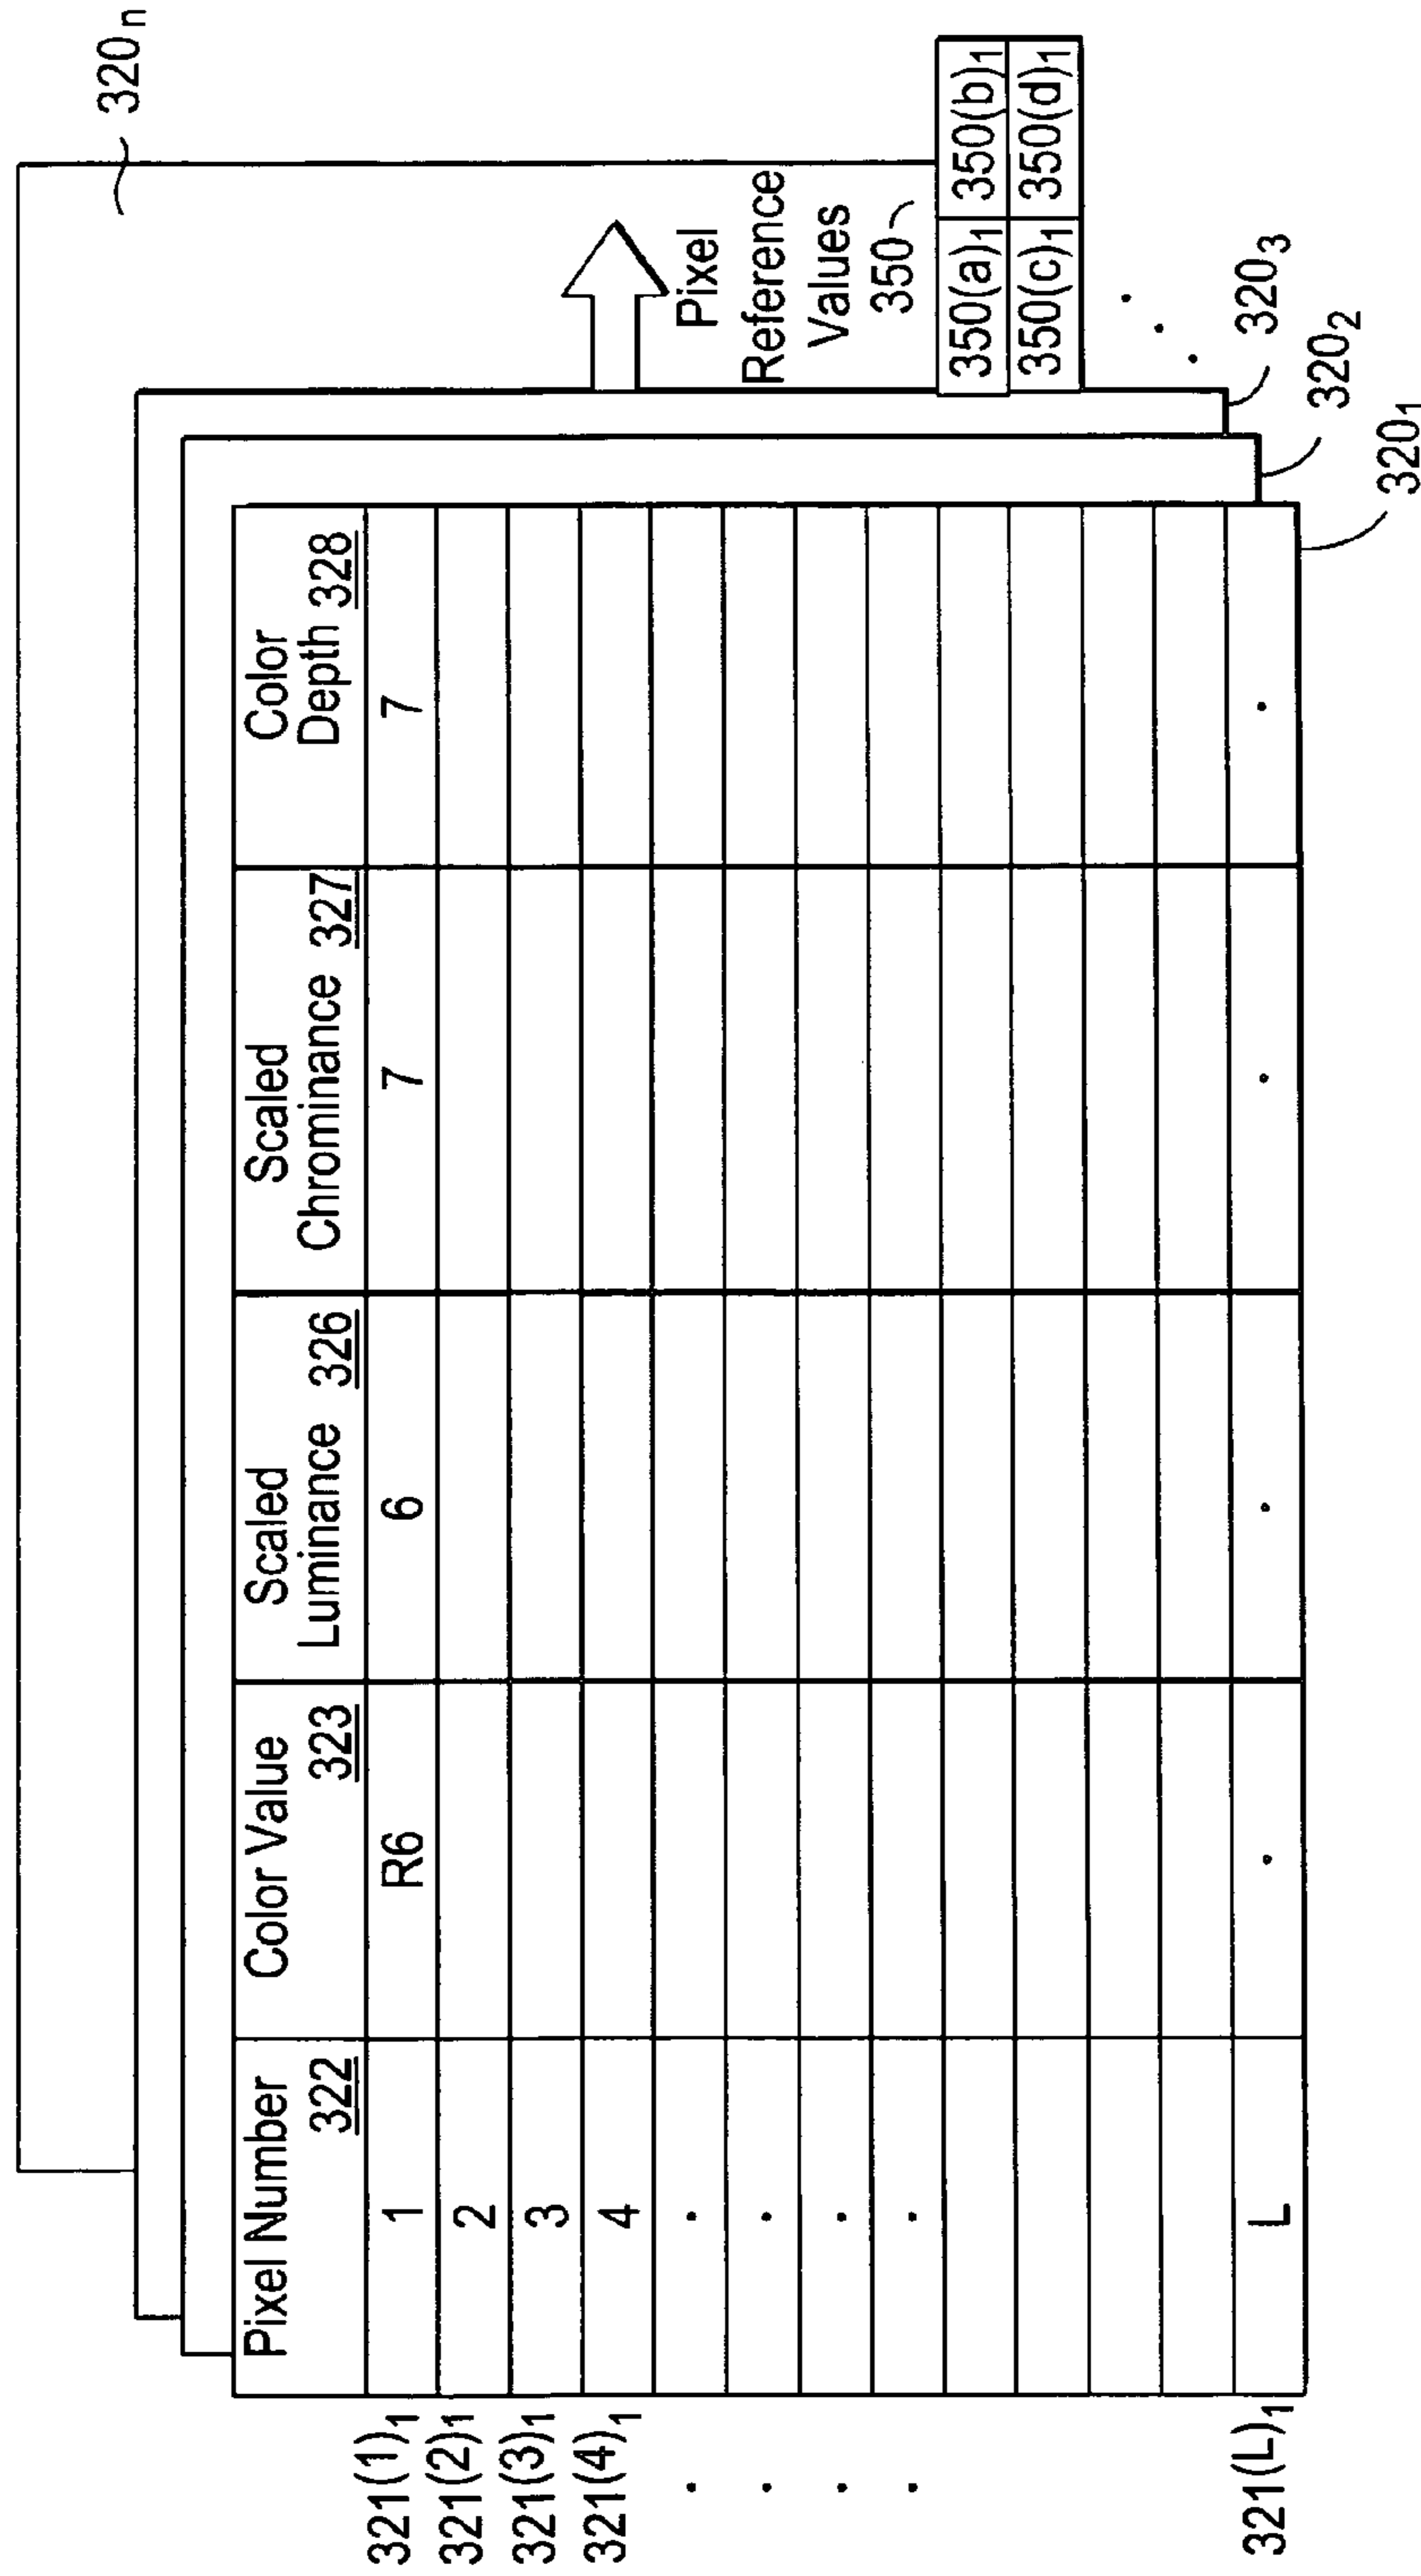 320n
Pixel Number 322
Color Value 323
Scaled Luminance 326
Scaled Chrominance 327
Color Depth 328
321(1)1 1 R6 6 7 7
321(2)1 2
321(3)1 3
321(4)1 4
. . . .
. . . .
321(L)1 L . . . .
Pixel
Reference
Values
350
350(a)1 350(b)1
350(c)1 350(d)1
. . .
3203
3202
3201